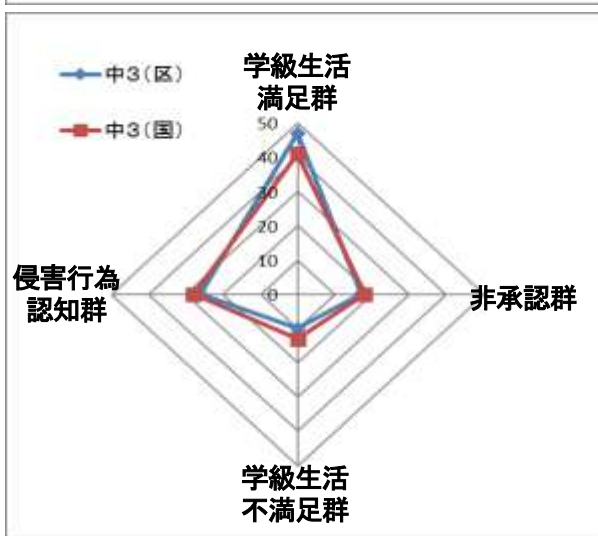 中3(区)
中3(国)
学級生活
満足群
50
40
30
20
10
0
侵害行為
認知群
非承認群
学級生活
不満足群